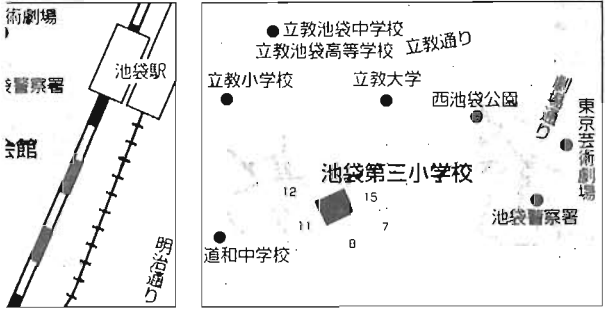 術劇場
池袋駅
警察署
会館
明治通り
立教池袋中学校
立教池袋高等学校
立教通り
立教小学校
立教大学
西池袋公園
劇場通り
東京芸術劇場
池袋第三小学校
12
15
11
7
8
池袋警察署
道和中学校